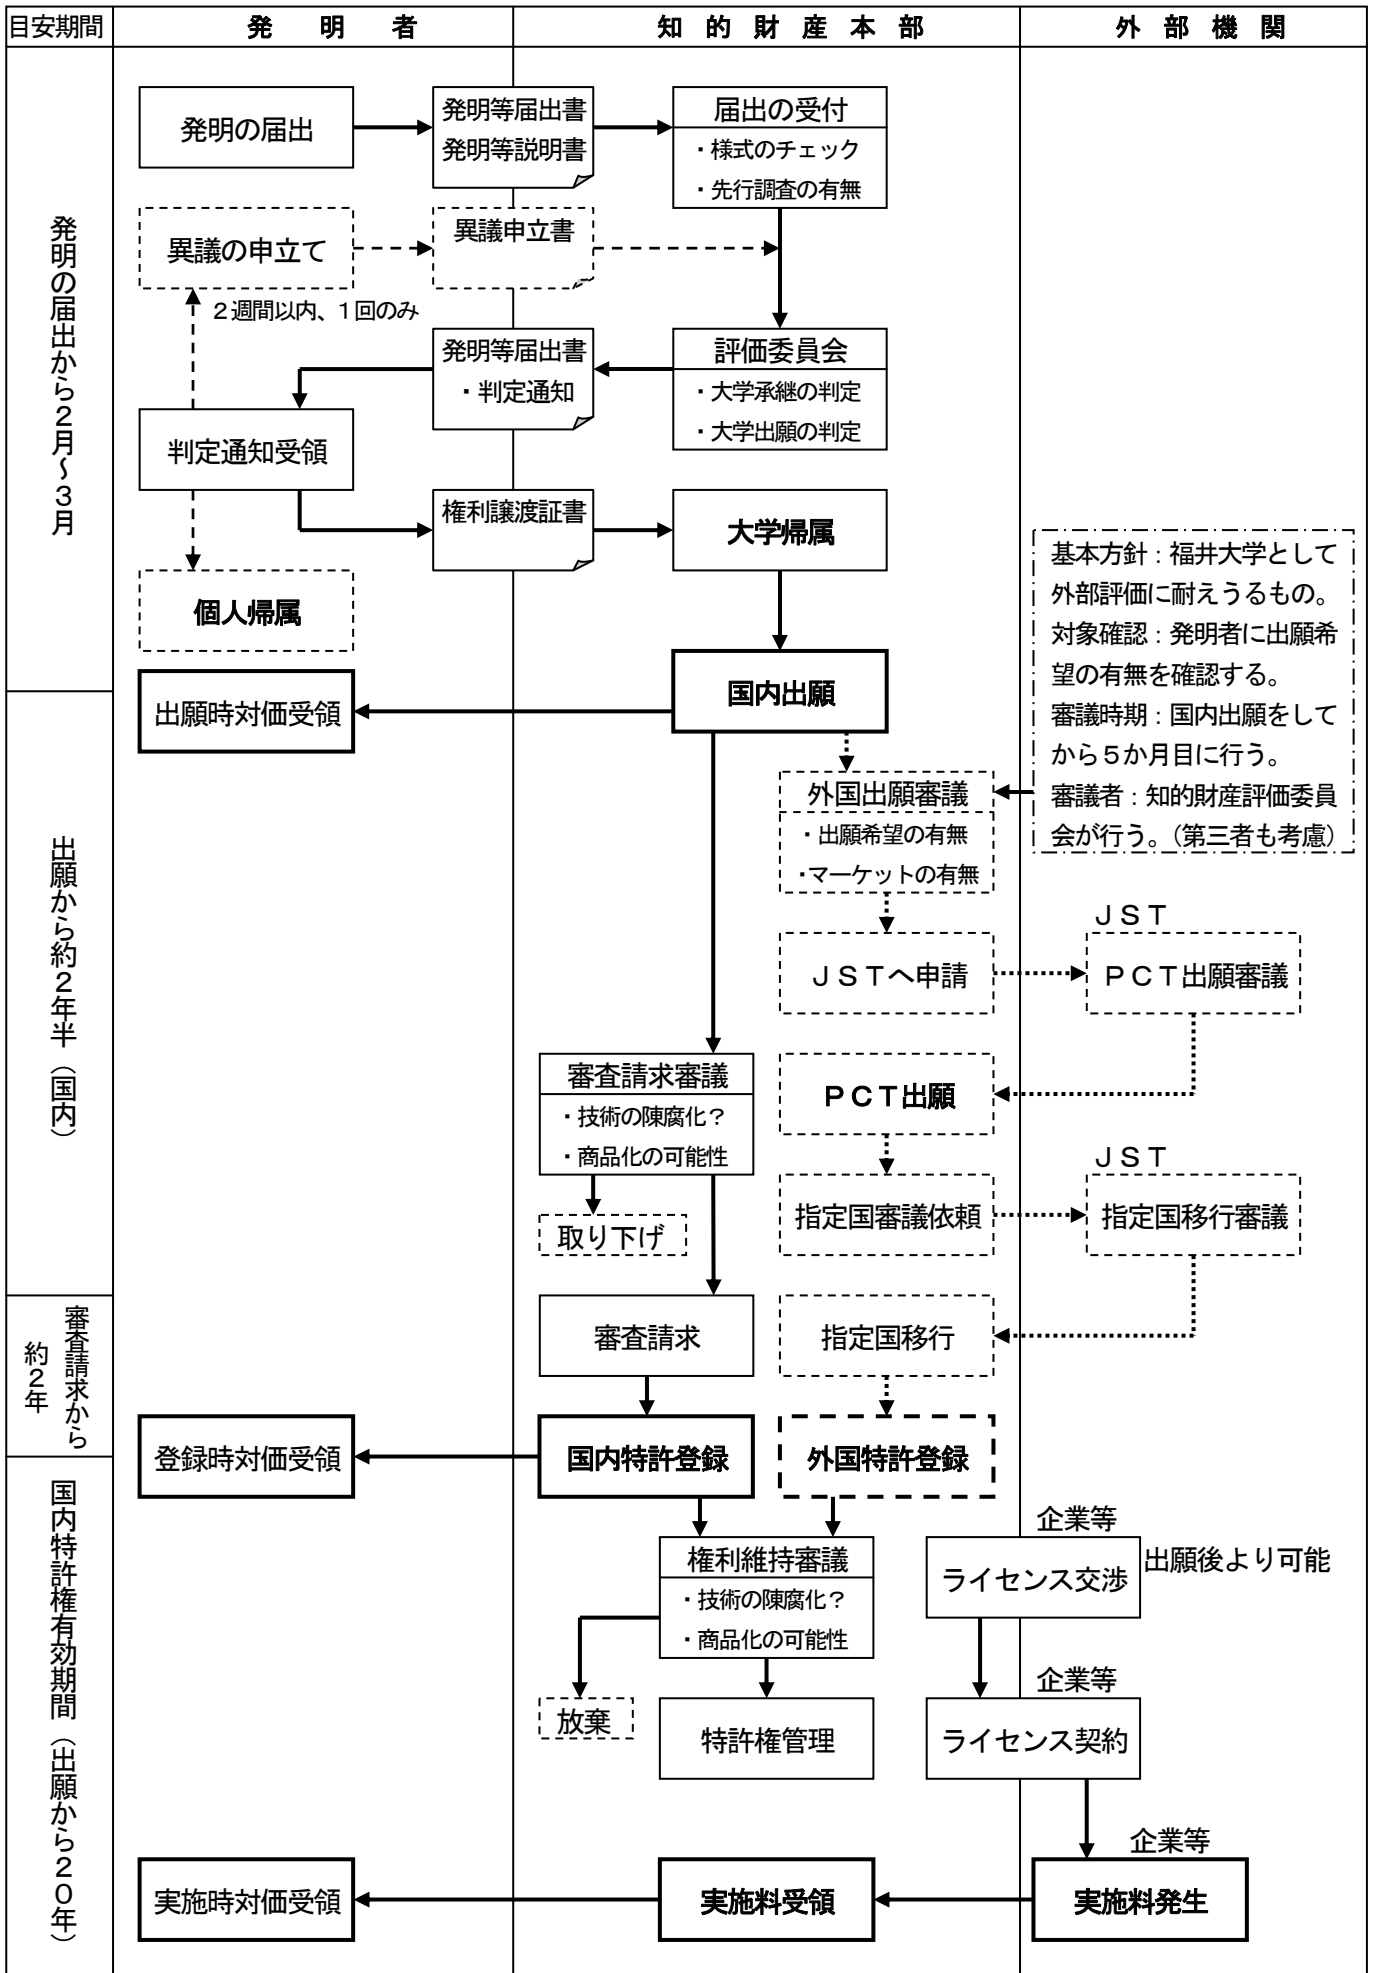 目安期間
発明者
知的財産本部
外部機関
発明の届出から２月～３月
発明の届出
発明等届出書
発明等説明書
届出の受付
・様式のチェック
・先行調査の有無
異議の申立て
異議申立書
２週間以内、１回のみ
発明等届出書
・判定通知
評価委員会
・大学承継の判定
・大学出願の判定
判定通知受領
権利譲渡証書
大学帰属
個人帰属
基本方針：福井大学として
外部評価に耐えうるもの。
対象確認：発明者に出願希
望の有無を確認する。
審議時期：国内出願をして
から５か月目に行う。
審議者：知的財産評価委員
会が行う。（第三者も考慮）
国内出願
出願時対価受領
出願から約２年半（国内）
外国出願審議
・出願希望の有無
・マーケットの有無
ＪＳＴへ申請
ＪＳＴ
ＰＣＴ出願審議
審査請求審議
・技術の陳腐化？
・商品化の可能性
ＰＣＴ出願
取り下げ
指定国審議依頼
ＪＳＴ
指定国移行審議
審査請求から
約２年
審査請求
指定国移行
登録時対価受領
国内特許登録
外国特許登録
国内特許権有効期間（出願から２０年）
権利維持審議
・技術の陳腐化？
・商品化の可能性
企業等
ライセンス交渉
出願後より可能
放棄
特許権管理
企業等
ライセンス契約
企業等
実施時対価受領
実施料受領
実施料発生